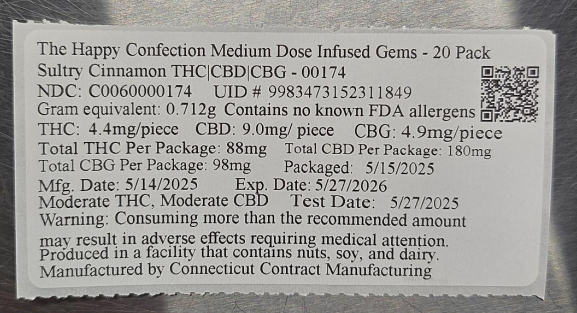 The Happy Confection Medium Dose Infused Gems - 20 Pack
Sultry Cinnamon THC|CBD|CBG - 00174
NDC: C0060000174 UID # 9983473152311849
Gram equivalent: 0.712g Contains no known FDA allergens
THC: 4.4mg/piece CBD: 9.0mg/ piece CBG: 4.9mg/piece
Total THC Per Package: 88mg Total CBD Per Package: 180mg
Total CBG Per Package: 98mg Packaged: 5/15/2025
Mfg. Date: 5/14/2025 Exp. Date: 5/27/2026
Moderate THC, Moderate CBD Test Date: 5/27/2025
Warning: Consuming more than the recommended amount
may result in adverse effects requiring medical attention.
Produced in a facility that contains nuts, soy, and dairy.
Manufactured by Connecticut Contract Manufacturing